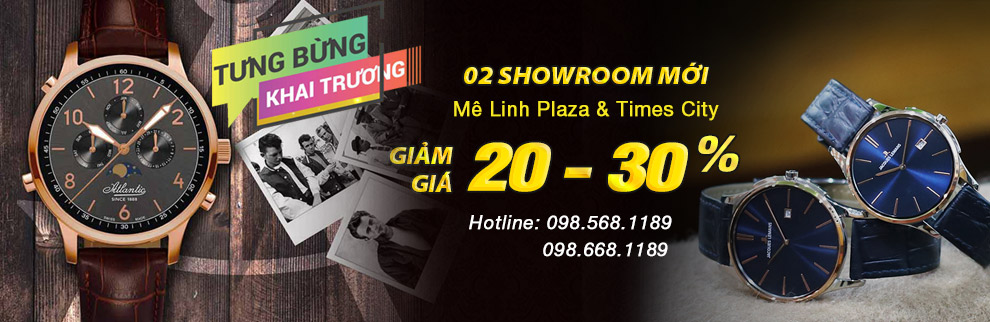 TƯNG BỪNG
KHAI TRƯƠNG
02 SHOWROOM MỚI
Mê Linh Plaza & Times City
GIẢM
GIÁ
20 - 30%
Hotline: 098.568.1189
098.668.1189
Atlantic
SINCE 1888